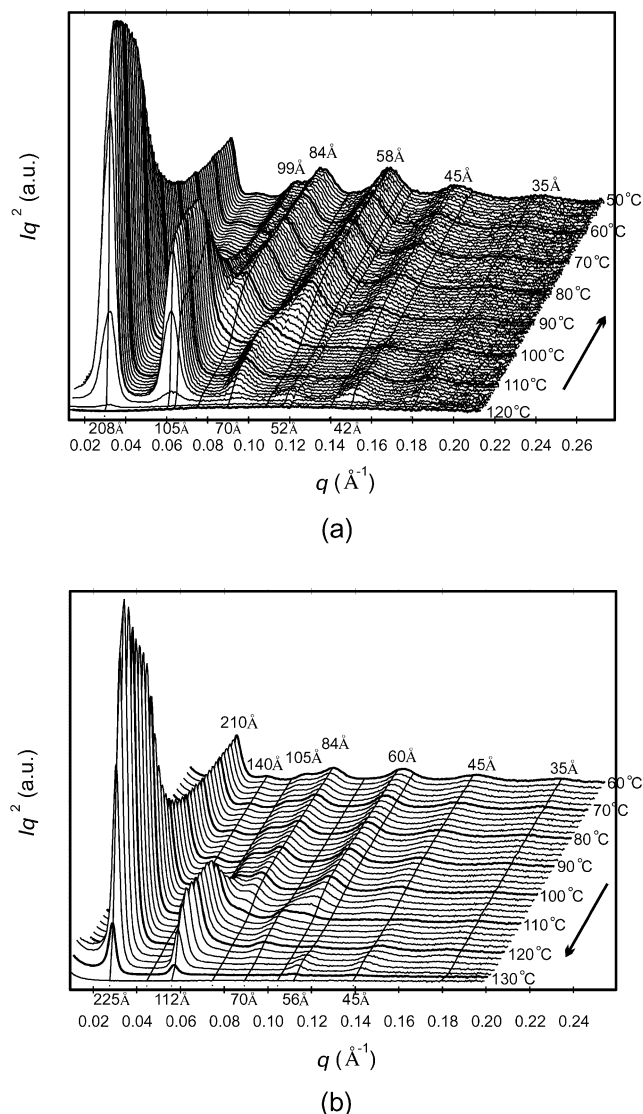 Iq ² (a.u.)
99Å 84Å 58Å 45Å 35Å
50°C
60°C
70°C
80°C
90°C
100°C
110°C
120°C
208Å 105Å 70Å 52Å 42Å
0.02 0.04 0.06 0.08 0.10 0.12 0.14 0.16 0.18 0.20 0.22 0.24 0.26
q (Å⁻¹)
(a)
Iq ² (a.u.)
210Å 140Å 105Å 84Å 60Å 45Å 35Å
60°C
70°C
80°C
90°C
100°C
110°C
120°C
130°C
225Å 112Å 70Å 56Å 45Å
0.02 0.04 0.06 0.08 0.10 0.12 0.14 0.16 0.18 0.20 0.22 0.24
q (Å⁻¹)
(b)